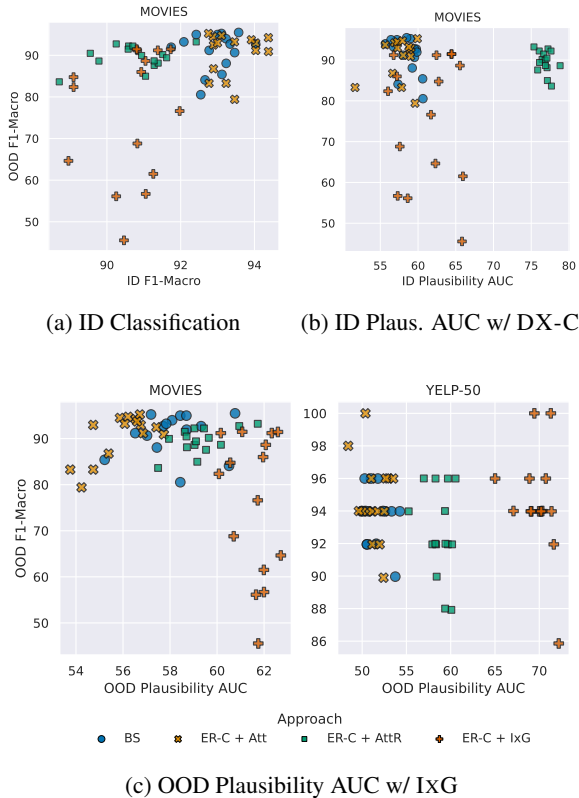 MOVIES
OOD F1-Macro
90
80
70
60
50
90 92 94
ID F1-Macro
(a) ID Classification
MOVIES
90
80
70
60
50
55 60 65 70 75 80
ID Plausibility AUC
(b) ID Plaus. AUC w/ DX-C
MOVIES
OOD F1-Macro
90
80
70
60
50
54 56 58 60 62
OOD Plausibility AUC
YELP-50
100
98
96
94
92
90
88
86
50 55 60 65 70
OOD Plausibility AUC
Approach
BS ER-C + Att ER-C + AttR ER-C + IxG
(c) OOD Plausibility AUC w/ IxG